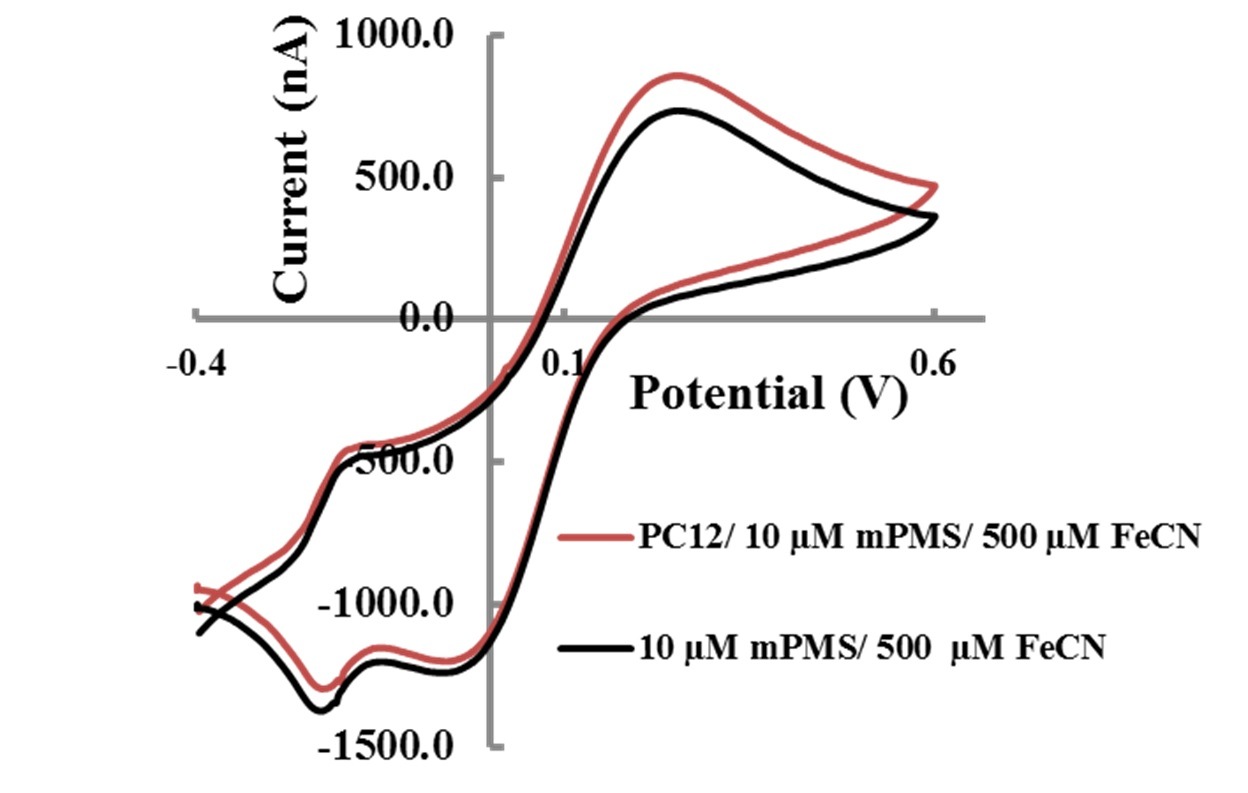 Current (nA)
1000.0
500.0
0.0
-0.4
0.1
0.6
Potential (V)
-500.0
PC12/ 10 μM mPMS/ 500 μM FeCN
-1000.0
10 μM mPMS/ 500  μM FeCN
-1500.0